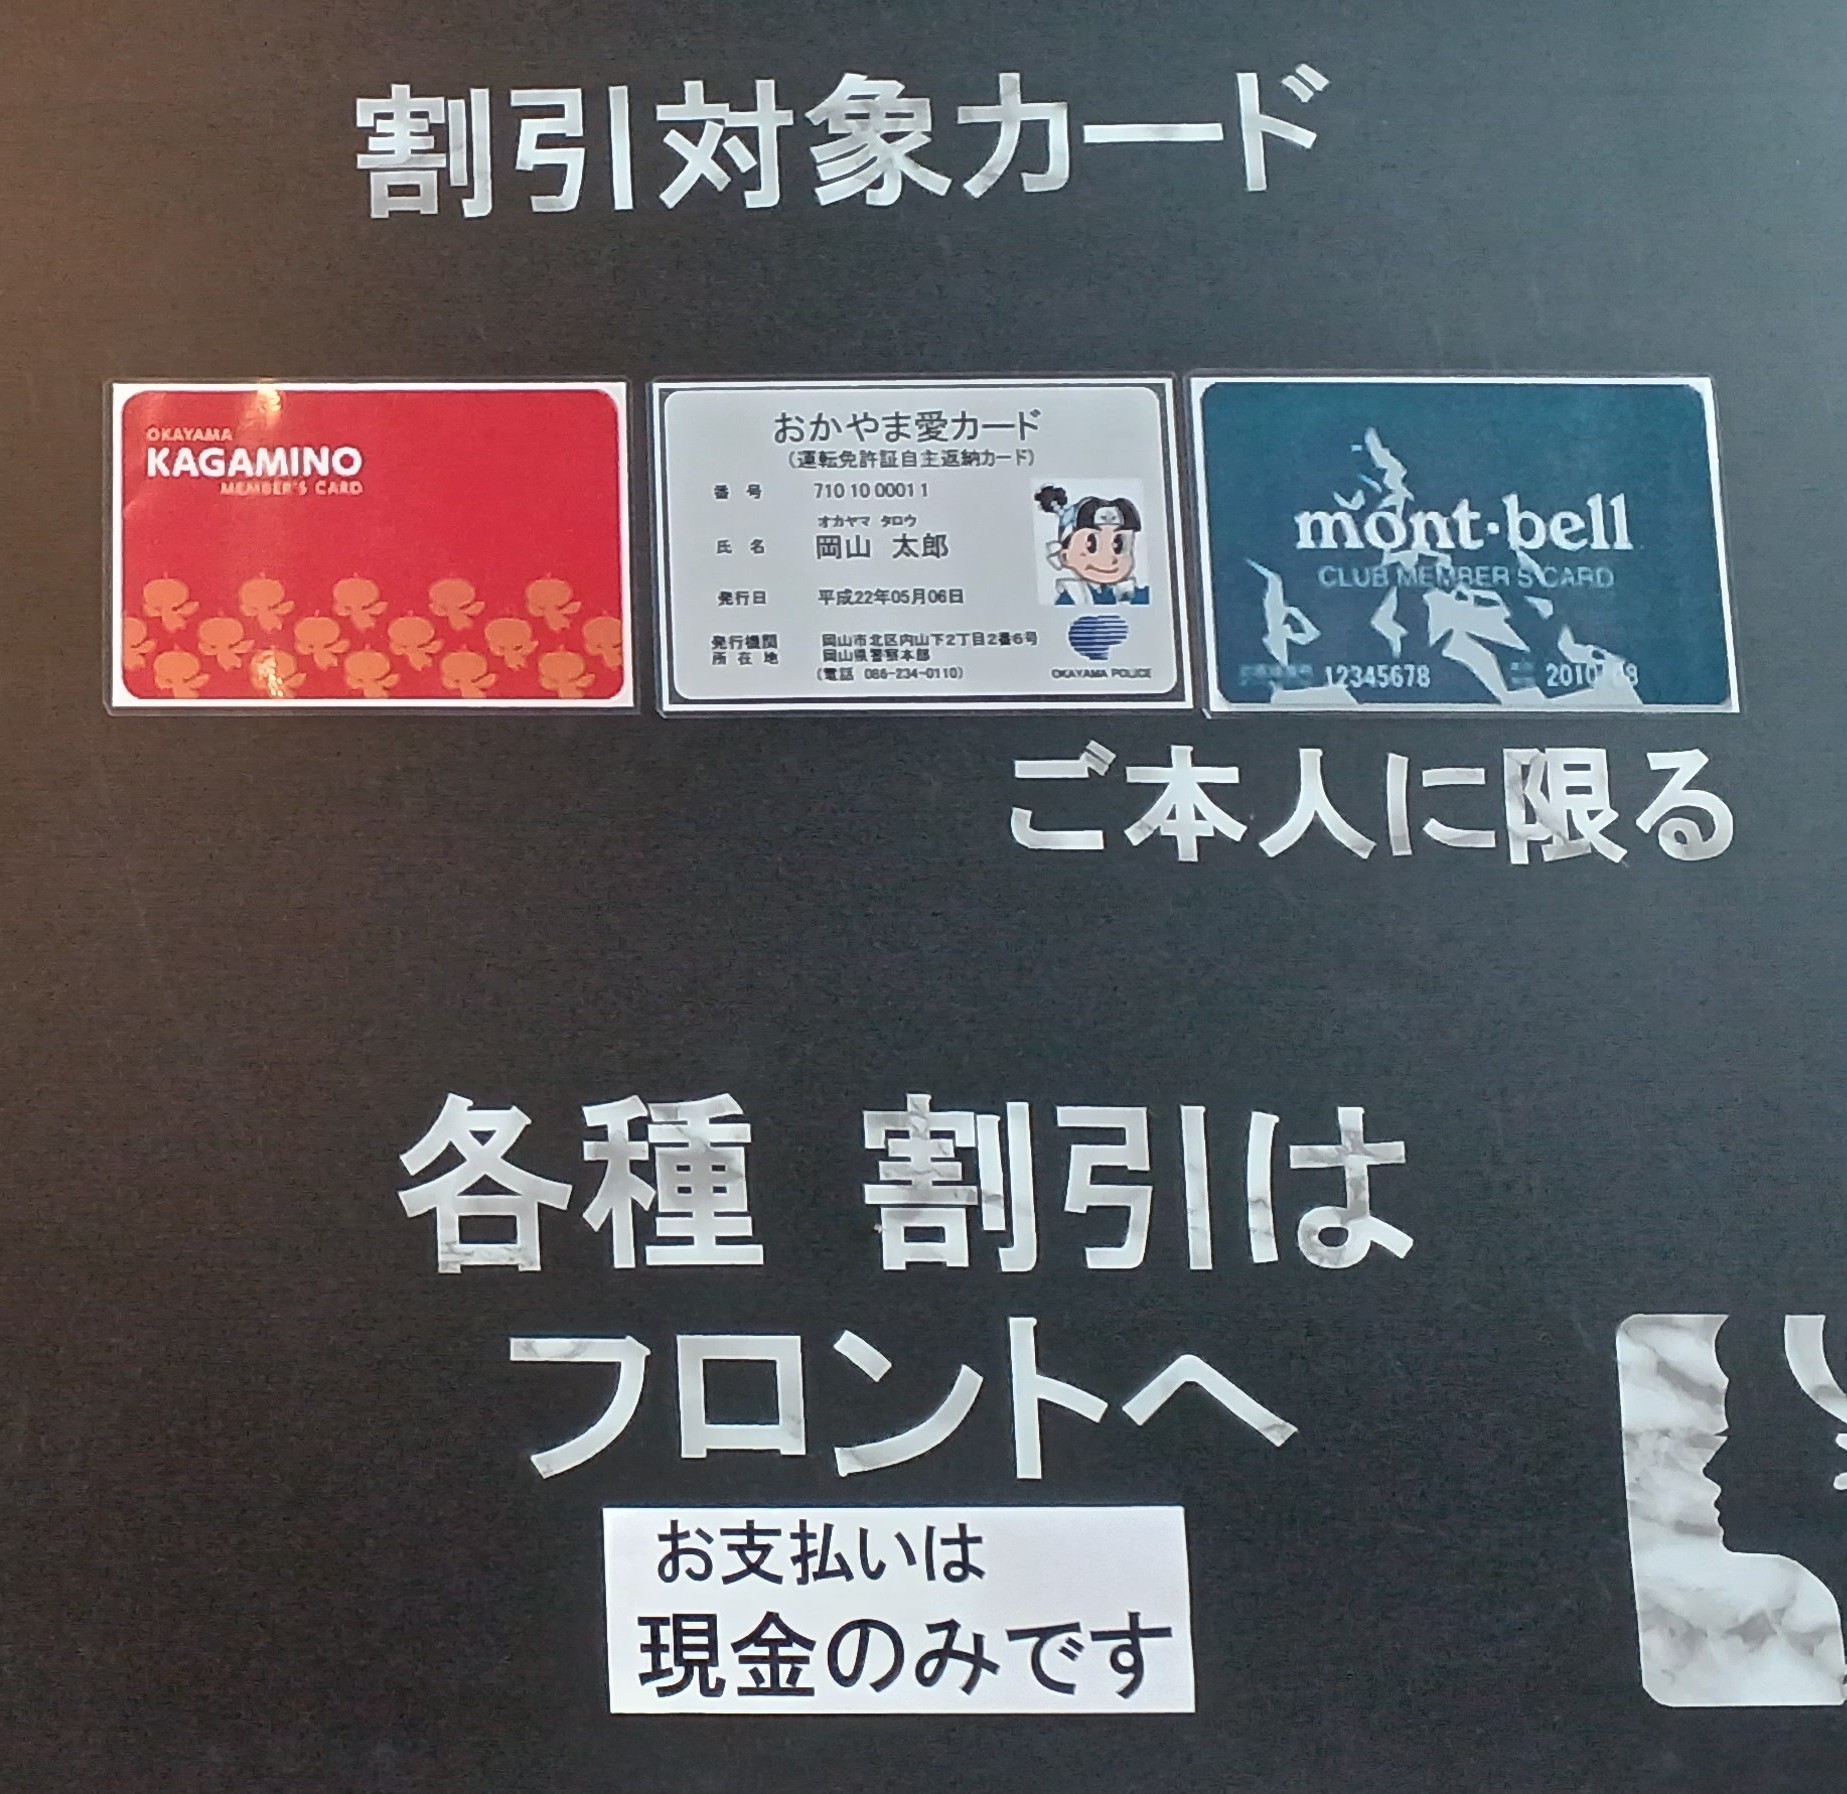 割引対象カード
OKAYAMA
KAGAMINO
MEMBER'S CARD
おかやま愛カード
(運転免許証自主返納カード)
番 号 710 10 00011
オカヤマ タロウ
氏 名 岡山 太郎
発行日 平成22年05月06日
発行機関 岡山市北区内山下2丁目2番6号
所 在 地 岡山県警察本部
(電話 086-234-0110)
OKAYAMA POLICE
mont·bell
CLUB MEMBER'S CARD
12345678
ご本人に限る
各種 割引は
フロントへ
お支払いは
現金のみです